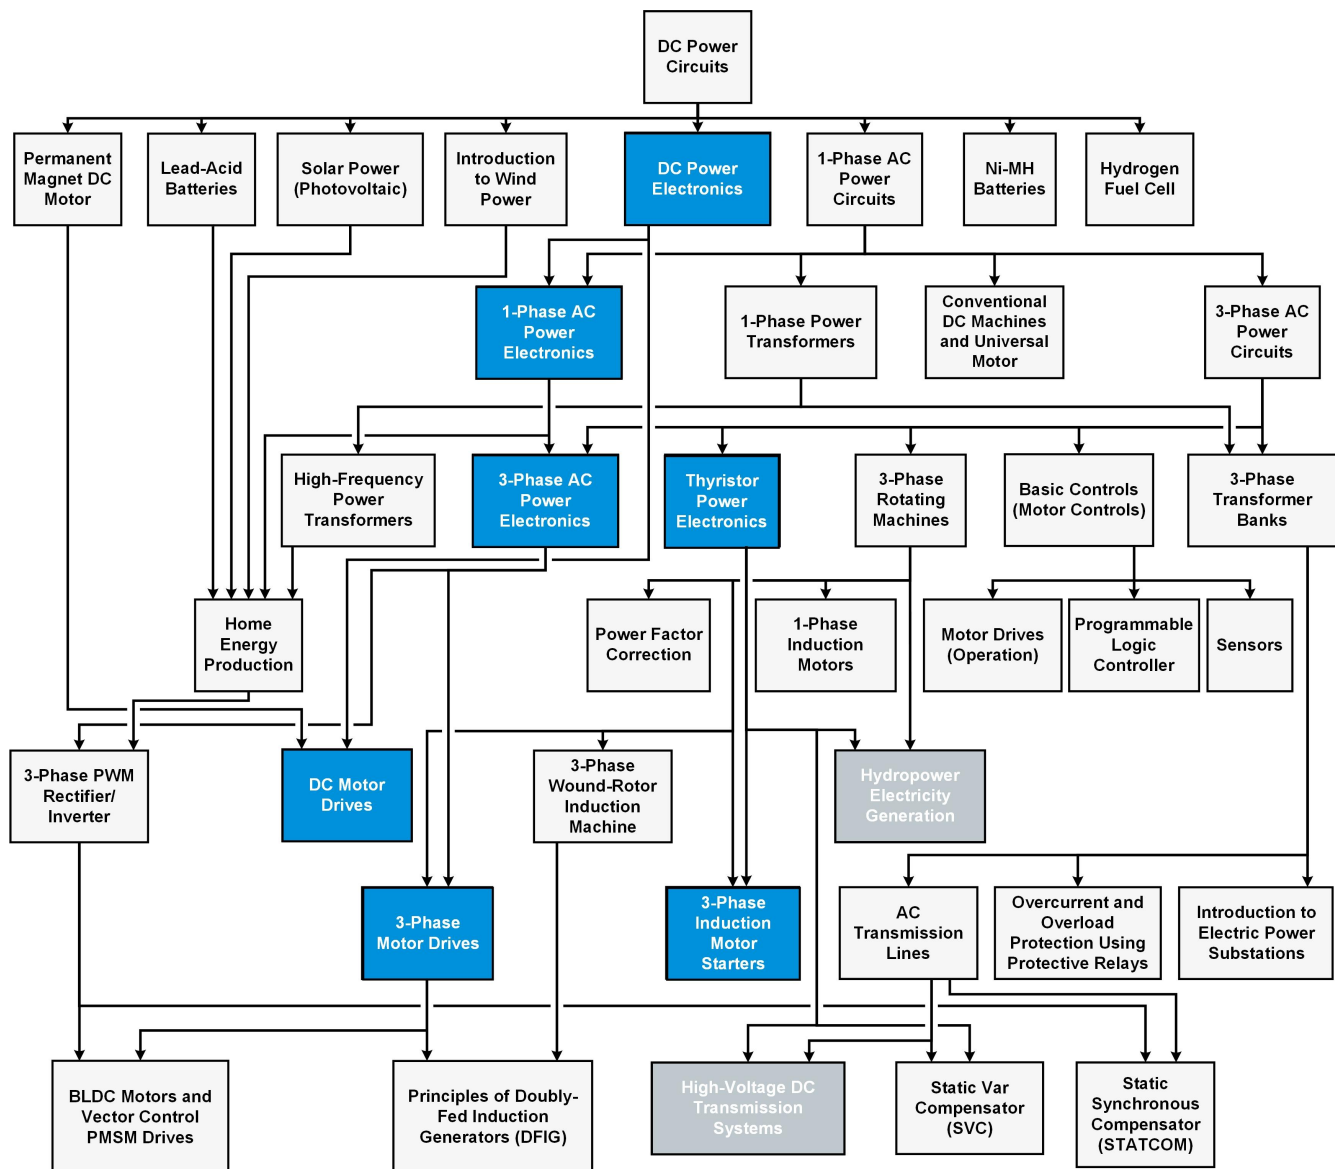 DC Power
Circuits
Permanent
Magnet DC
Motor
Lead-Acid
Batteries
Solar Power
(Photovoltaic)
Introduction
to Wind
Power
DC Power
Electronics
1-Phase AC
Power
Circuits
Ni-MH
Batteries
Hydrogen
Fuel Cell
1-Phase AC
Power
Electronics
1-Phase Power
Transformers
Conventional
DC Machines
and Universal
Motor
3-Phase AC
Power
Circuits
High-Frequency
Power
Transformers
3-Phase AC
Power
Electronics
Thyristor
Power
Electronics
3-Phase
Rotating
Machines
Basic Controls
(Motor Controls)
3-Phase
Transformer
Banks
Home
Energy
Production
Power Factor
Correction
1-Phase
Induction
Motors
Motor Drives
(Operation)
Programmable
Logic
Controller
Sensors
3-Phase PWM
Rectifier/
Inverter
DC Motor
Drives
3-Phase
Wound-Rotor
Induction
Machine
Hydropower
Electricity
Generation
3-Phase
Motor Drives
3-Phase
Induction
Motor
Starters
AC
Transmission
Lines
Overcurrent and
Overload
Protection Using
Protective Relays
Introduction to
Electric Power
Substations
BLDC Motors and
Vector Control
PMSM Drives
Principles of Doubly-
Fed Induction
Generators (DFIG)
High-Voltage DC
Transmission
Systems
Static Var
Compensator
(SVC)
Static
Synchronous
Compensator
(STATCOM)